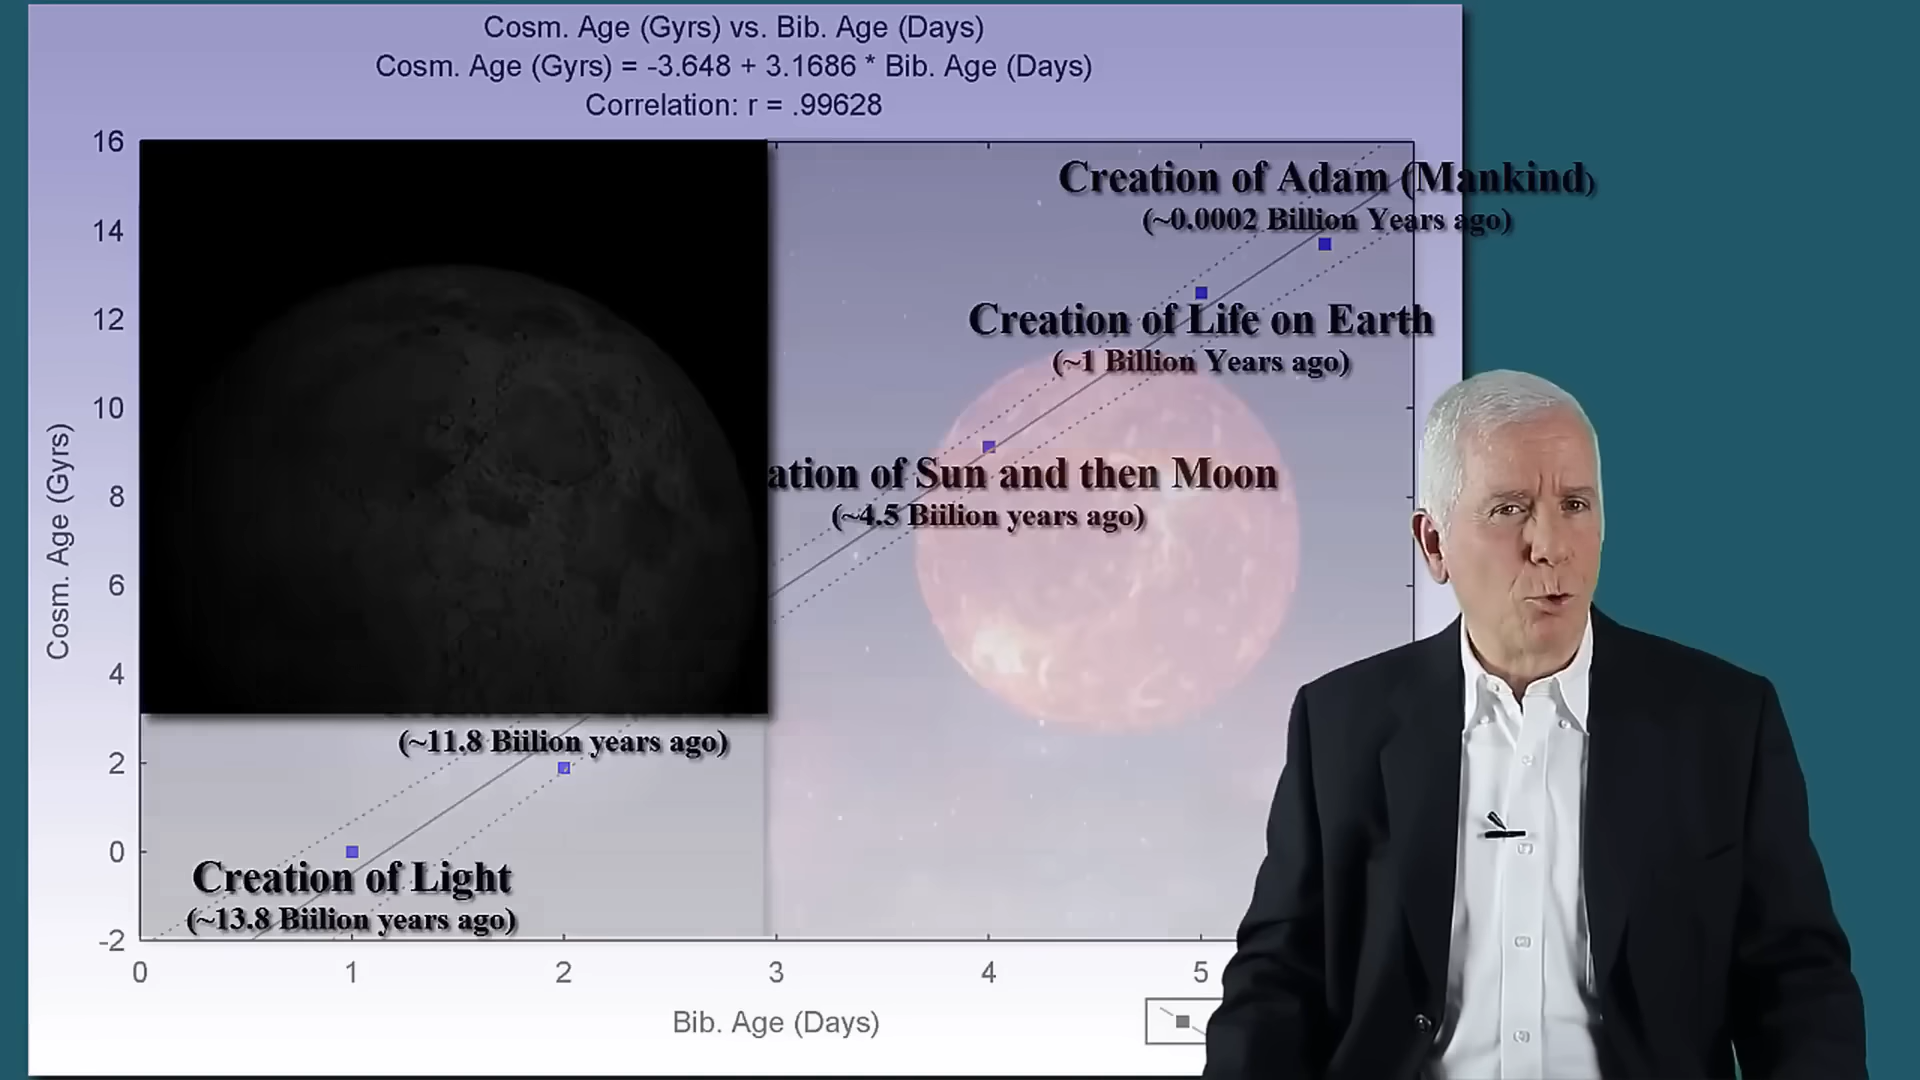 Cosm. Age (Gyrs) vs. Bib. Age (Days)
Cosm. Age (Gyrs) = -3.648 + 3.1686 * Bib. Age (Days)
Correlation: r = .99628
16
14
12
10
8
6
4
2
0
-2
Cosm. Age (Gyrs)
Creation of Adam (Mankind)
(~0.0002 Billion Years ago)
Creation of Life on Earth
(~1 Billion Years ago)
ation of Sun and then Moon
(~4.5 Biilion years ago)
(~11.8 Biilion years ago)
Creation of Light
(~13.8 Biilion years ago)
0 1 2 3 4 5
Bib. Age (Days)